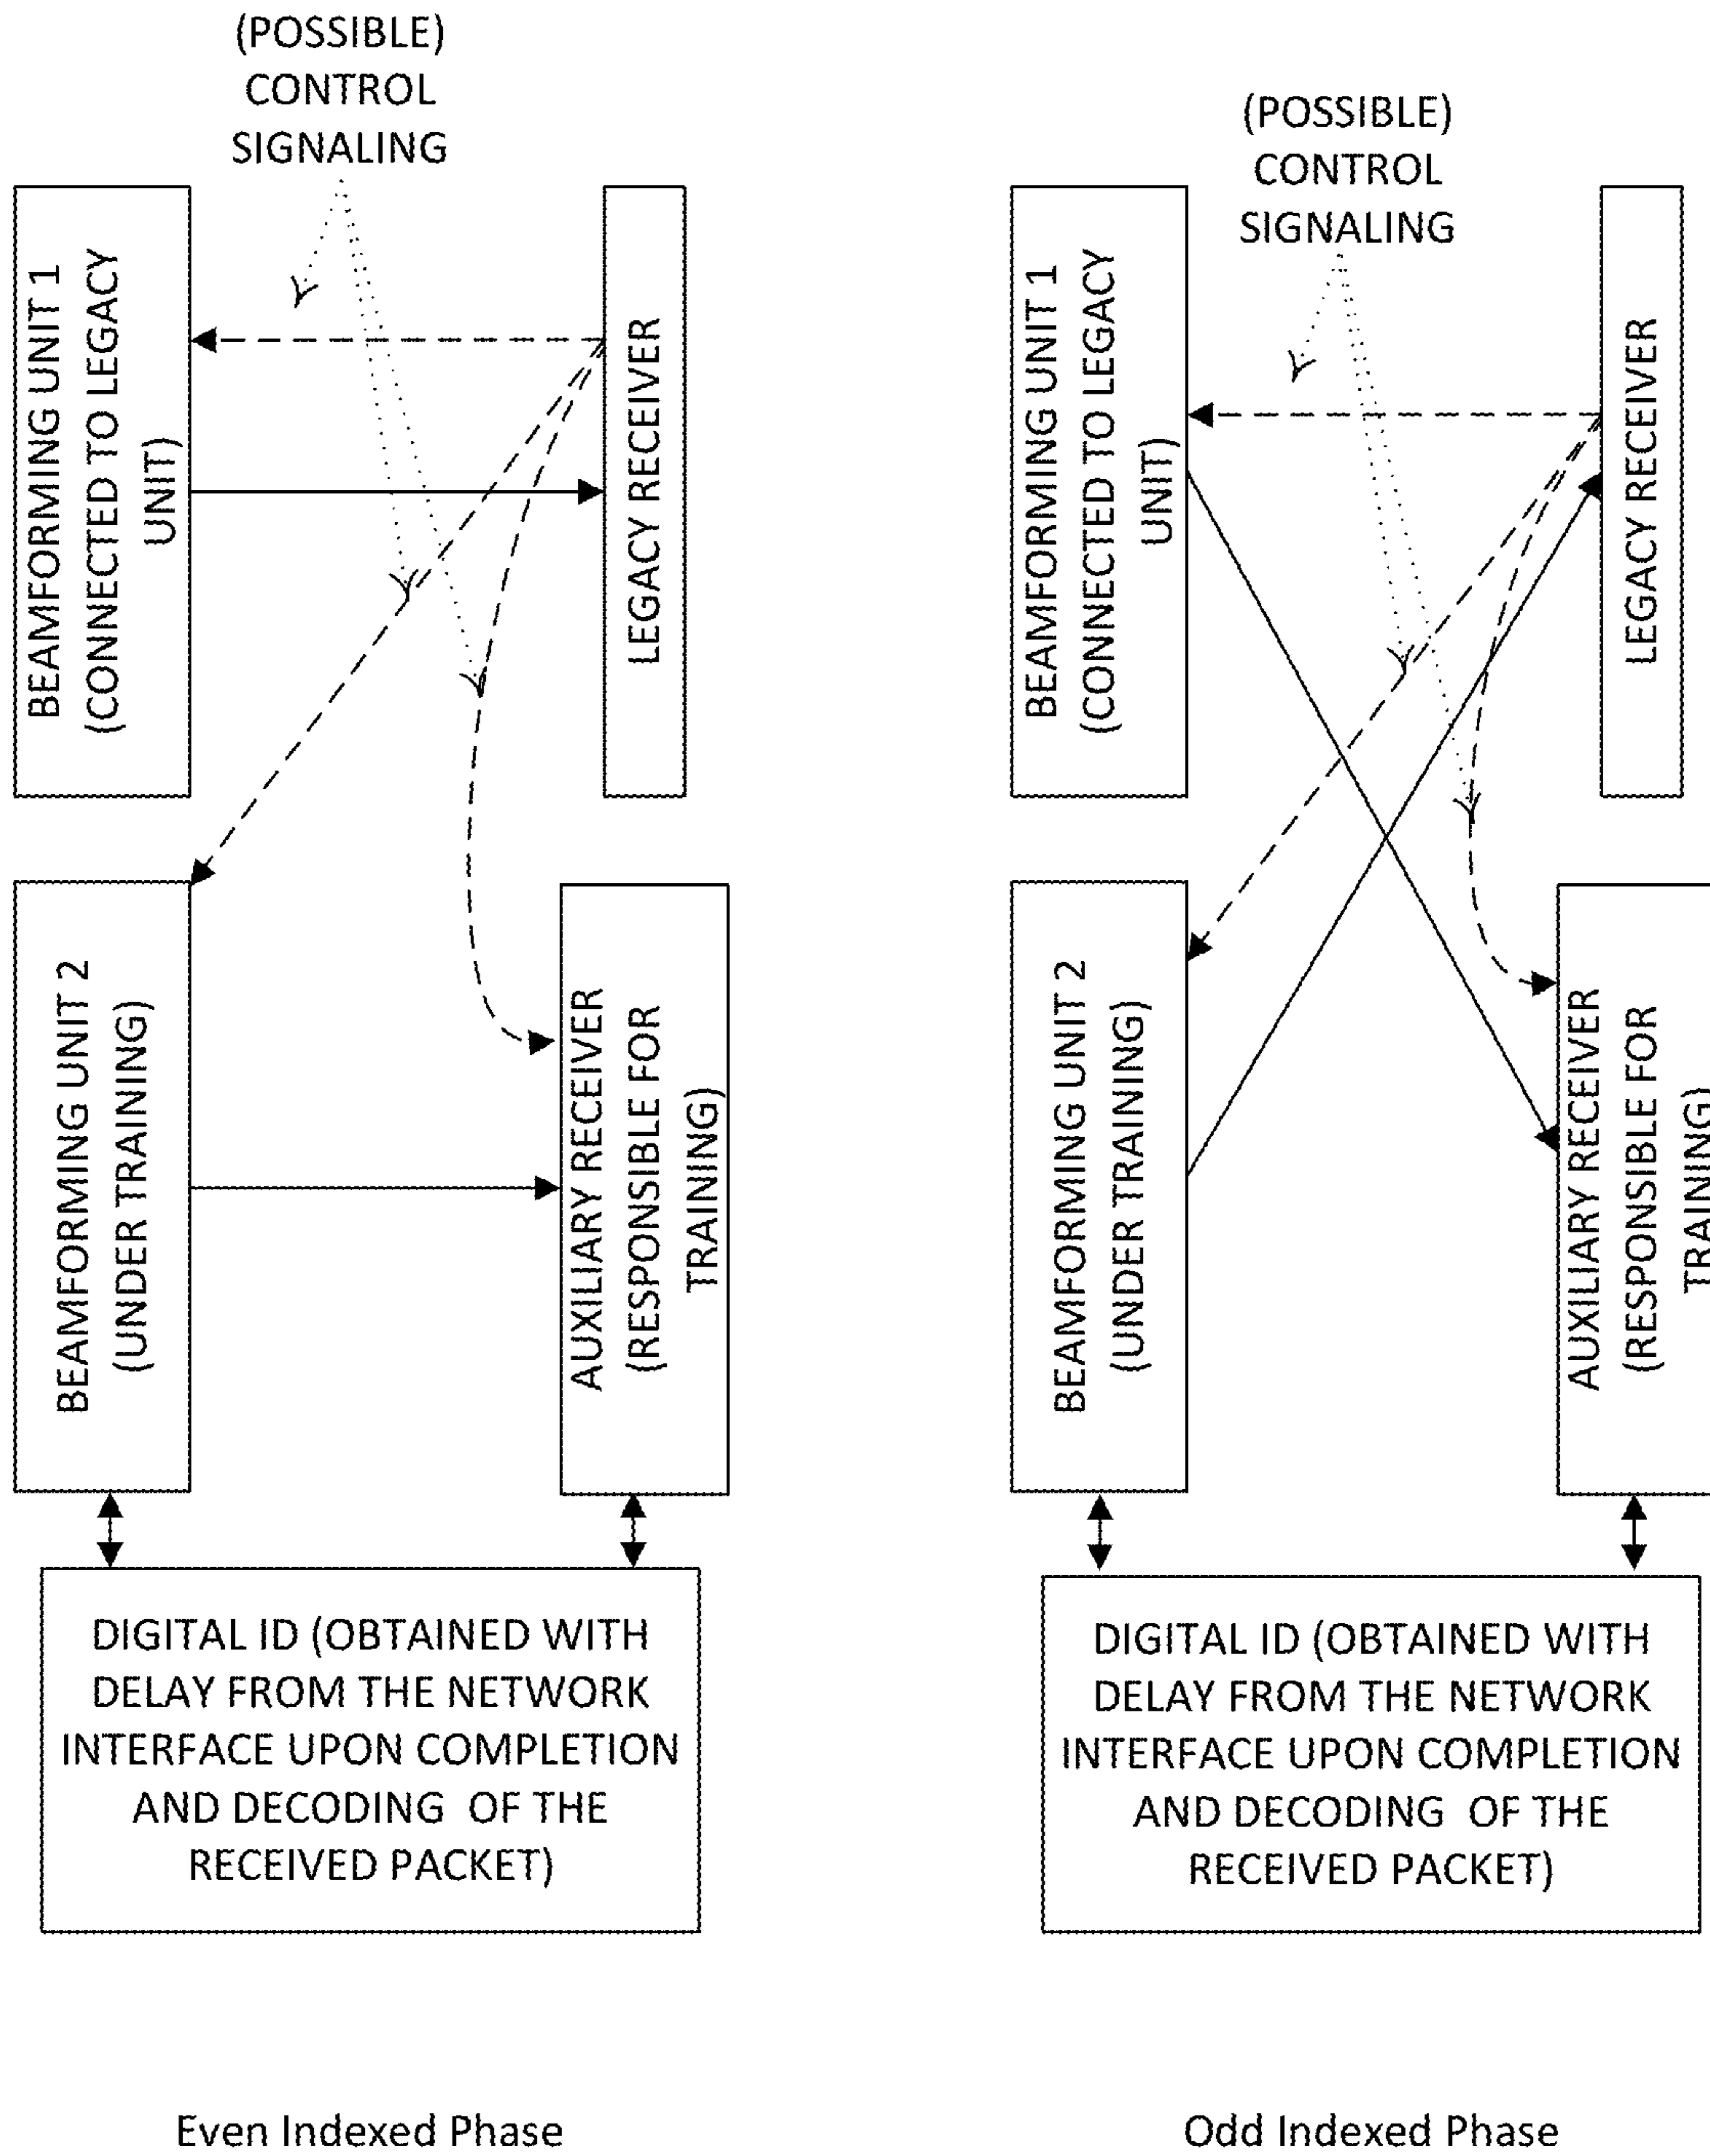 (POSSIBLE)
CONTROL
SIGNALING
BEAMFORMING UNIT 1
(CONNECTED TO LEGACY
UNIT)
LEGACY RECEIVER
BEAMFORMING UNIT 2
(UNDER TRAINING)
AUXILIARY RECEIVER
(RESPONSIBLE FOR
TRAINING)
DIGITAL ID (OBTAINED WITH
DELAY FROM THE NETWORK
INTERFACE UPON COMPLETION
AND DECODING OF THE
RECEIVED PACKET)
Even Indexed Phase
(POSSIBLE)
CONTROL
SIGNALING
BEAMFORMING UNIT 1
(CONNECTED TO LEGACY
UNIT)
LEGACY RECEIVER
BEAMFORMING UNIT 2
(UNDER TRAINING)
AUXILIARY RECEIVER
(RESPONSIBLE FOR
TRAINING)
DIGITAL ID (OBTAINED WITH
DELAY FROM THE NETWORK
INTERFACE UPON COMPLETION
AND DECODING OF THE
RECEIVED PACKET)
Odd Indexed Phase